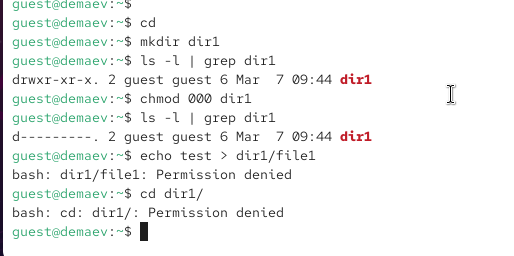 guest@demaev:~$
guest@demaev:~$ cd
guest@demaev:~$ mkdir dir1
guest@demaev:~$ ls -l | grep dir1
drwxr-xr-x. 2 guest guest 6 Mar  7 09:44 dir1
guest@demaev:~$ chmod 000 dir1
guest@demaev:~$ ls -l | grep dir1
d---------. 2 guest guest 6 Mar  7 09:44 dir1
guest@demaev:~$ echo test > dir1/file1
bash: dir1/file1: Permission denied
guest@demaev:~$ cd dir1/
bash: cd: dir1/: Permission denied
guest@demaev:~$